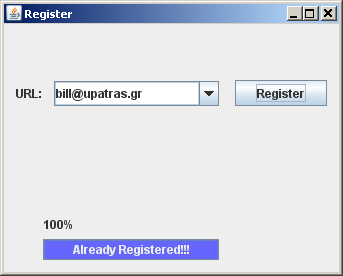 Register
URL: bill@upatras.gr Register
100%
Already Registered!!!